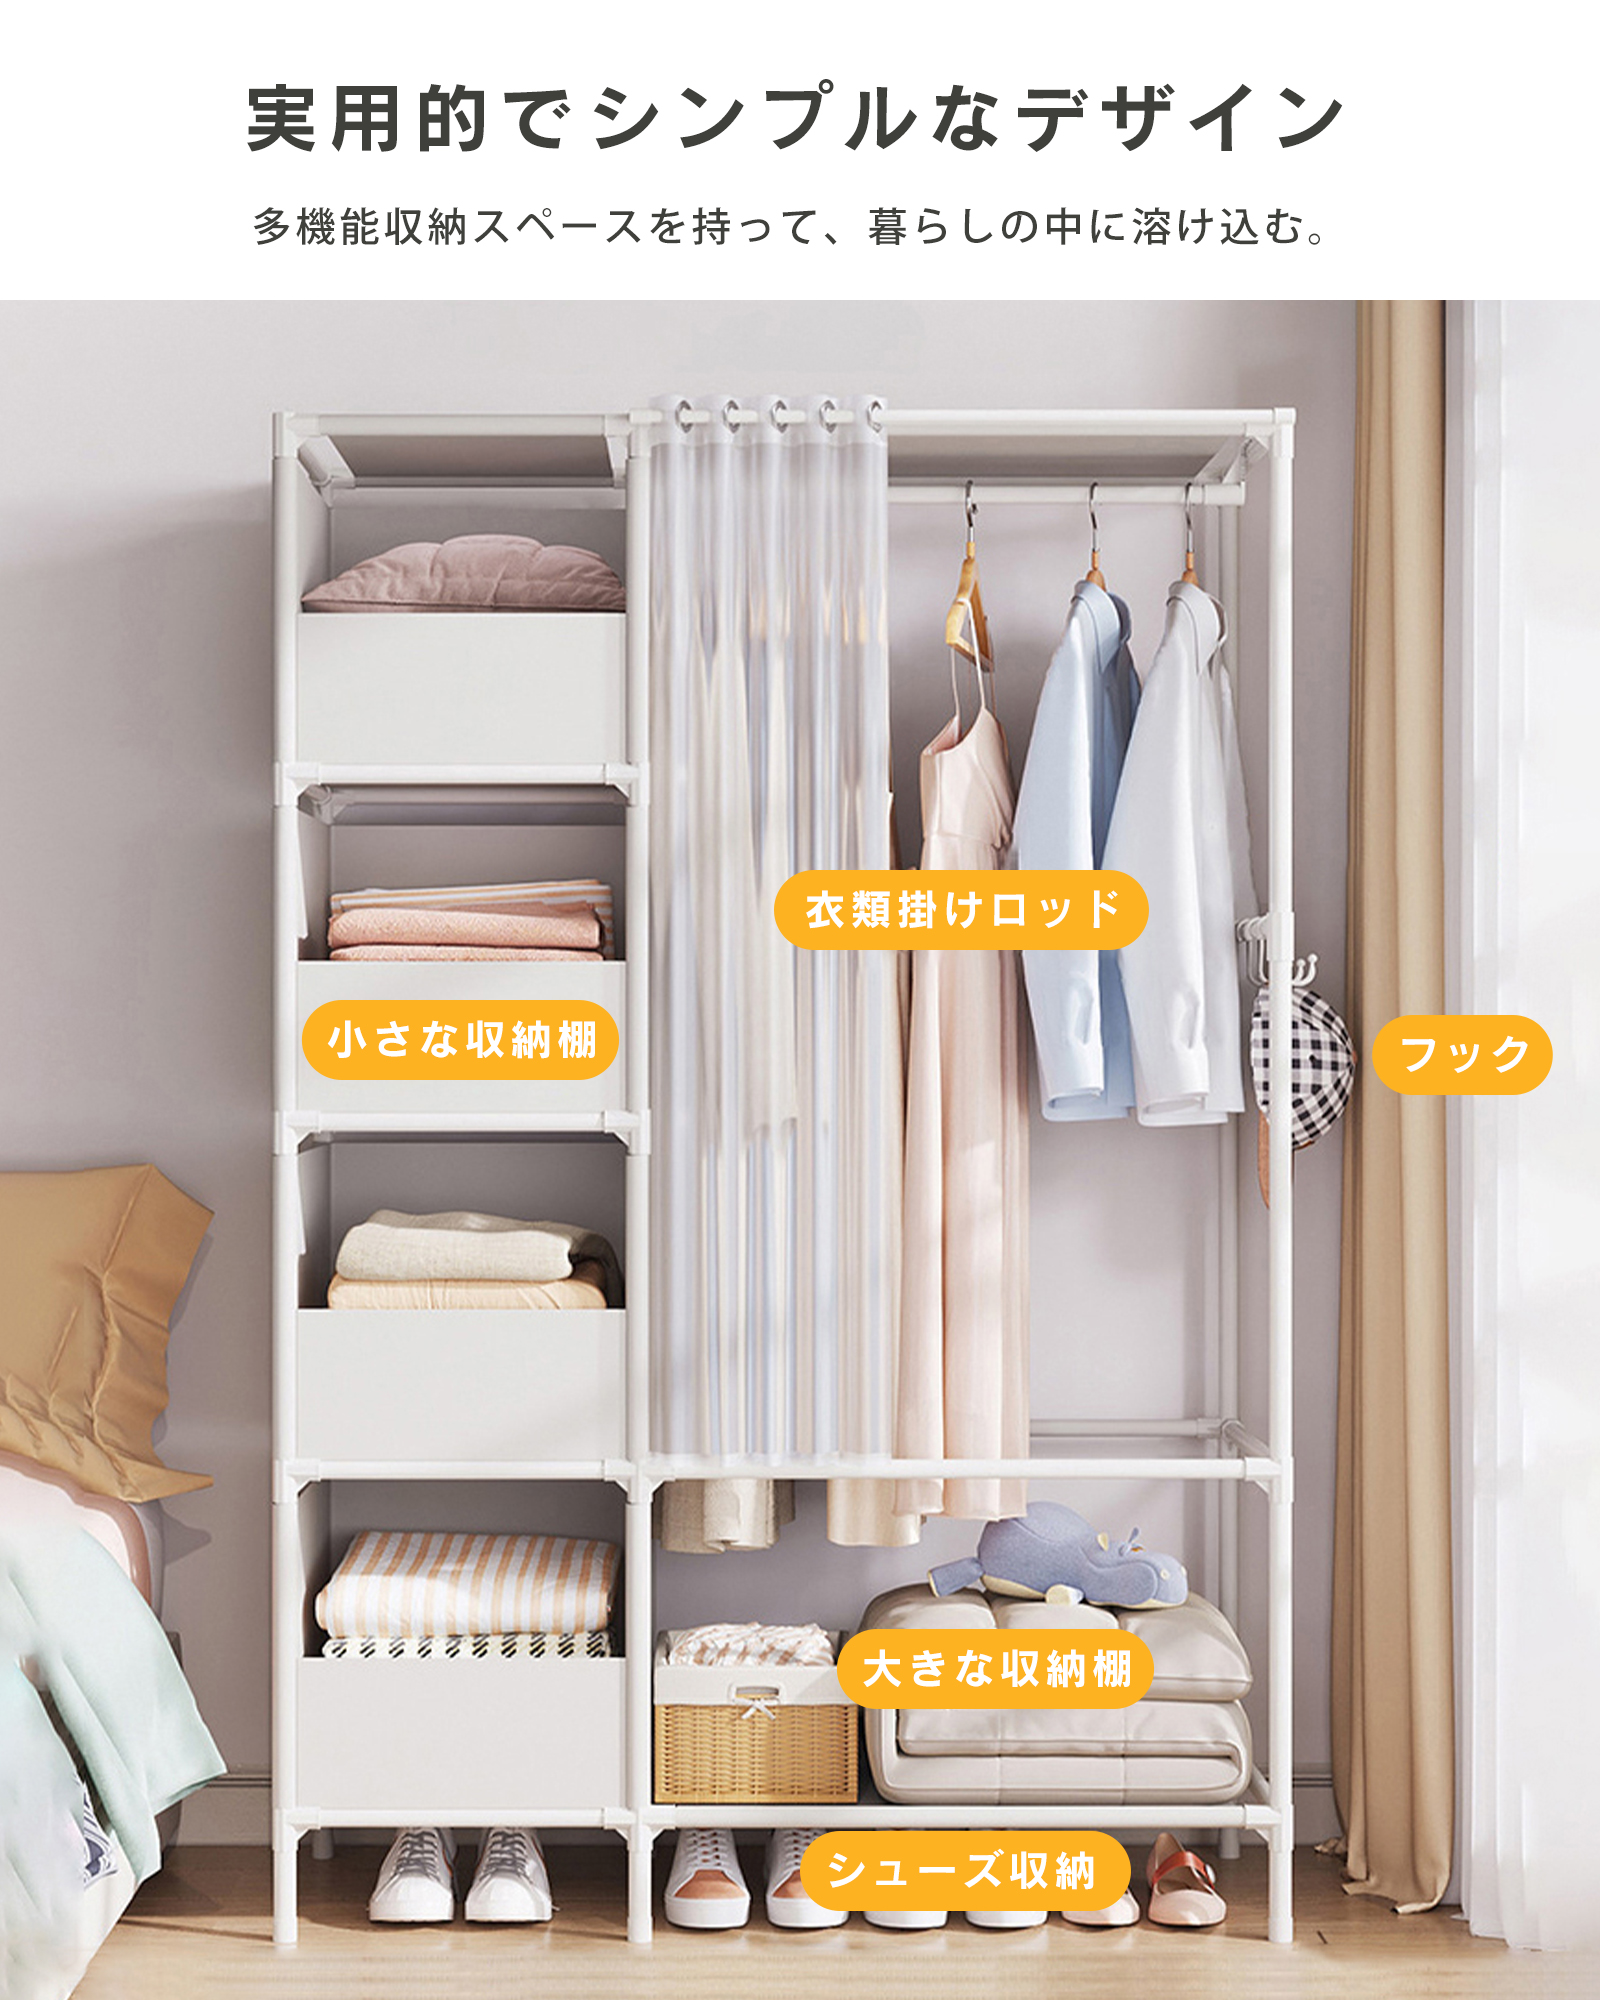 実用的でシンプルなデザイン
多機能収納スペースを持って、暮らしの中に溶け込む。
衣類掛けロッド
小さな収納棚
フック
大きな収納棚
シューズ収納